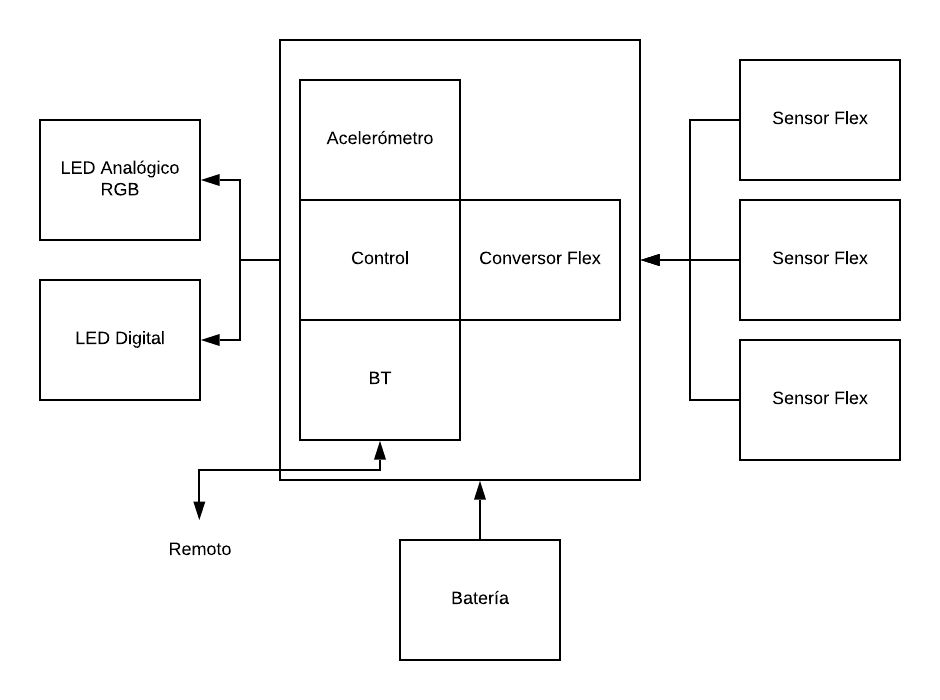 Acelerómetro
Sensor Flex
LED Analógico
RGB
Control
Conversor Flex
Sensor Flex
LED Digital
BT
Sensor Flex
Remoto
Batería